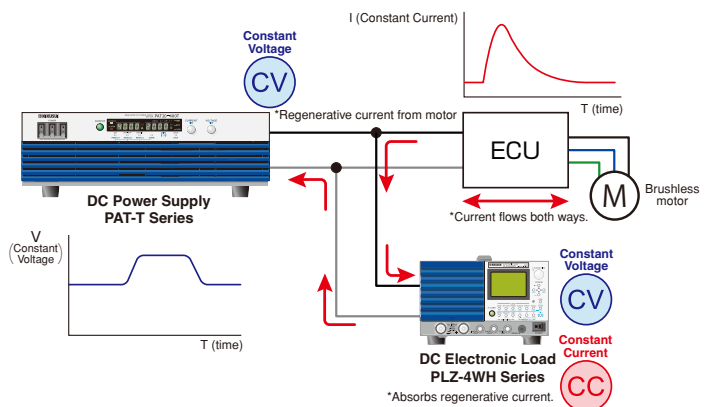 I (Constant Current)
T (time)
Constant
Voltage
CV
*Regenerative current from motor
ECU
M
Brushless
motor
*Current flows both ways.
DC Power Supply
PAT-T Series
V
(Constant
Voltage)
T (time)
Constant
Voltage
CV
Constant
Current
CC
DC Electronic Load
PLZ-4WH Series
*Absorbs regenerative current.